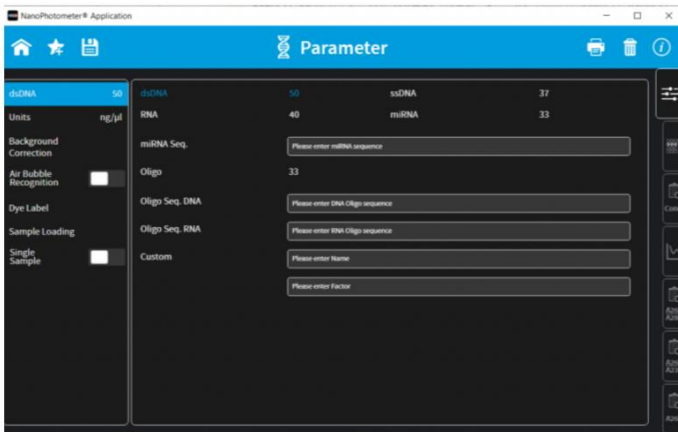 NanoPhotometer® Application
Parameter
dsDNA 50
Units ng/µl
Background
Correction
Air Bubble
Recognition
Dye Label
Sample Loading
Single
Sample
dsDNA 50 ssDNA 37
RNA 40 miRNA 33
miRNA Seq. Please enter miRNA sequence
Oligo 33
Oligo Seq. DNA Please enter DNA Oligo sequence
Oligo Seq. RNA Please enter RNA Oligo sequence
Custom Please enter Name
Please enter Factor